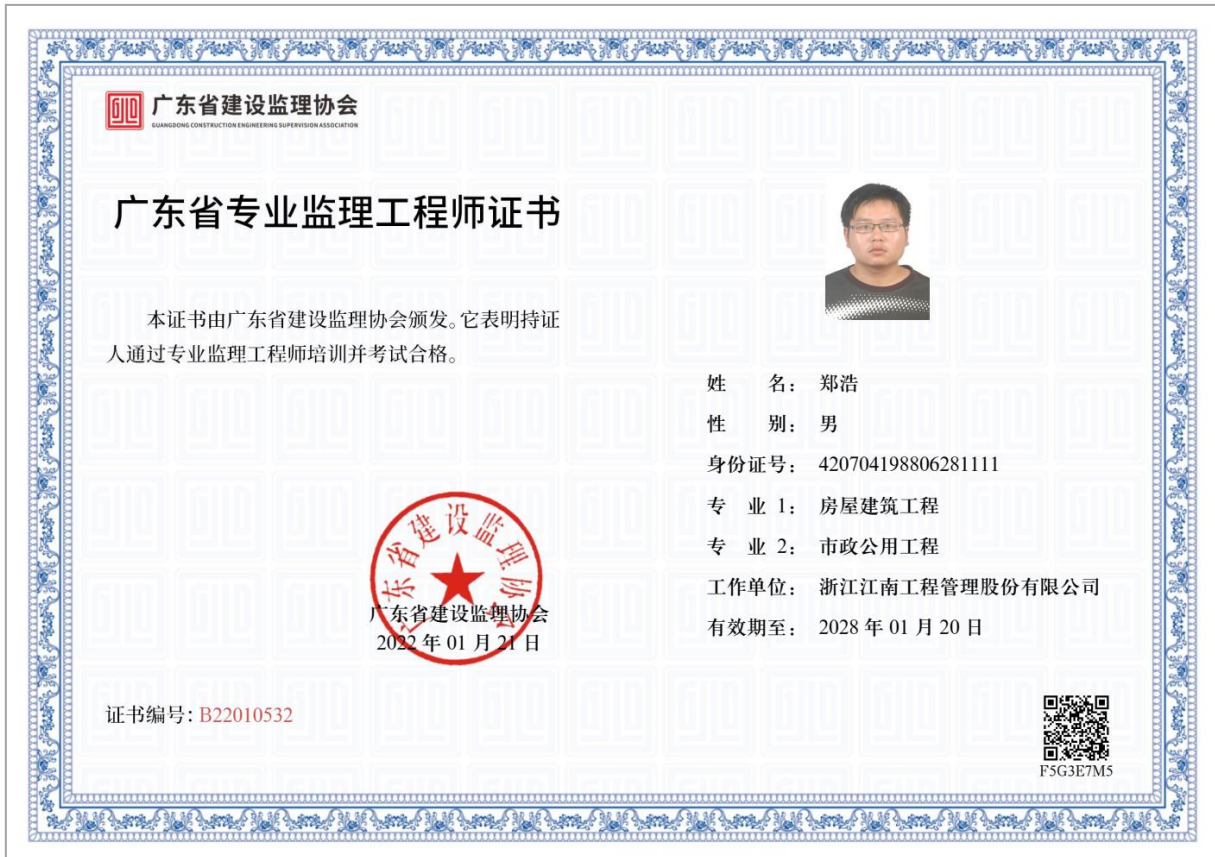 广东省建设监理协会
GUANGDONG CONSTRUCTION ENGINEERING SUPERVISION ASSOCIATION
广东省专业监理工程师证书
本证书由广东省建设监理协会颁发。它表明持证
人通过专业监理工程师培训并考试合格。
姓 名： 郑浩
性 别： 男
身份证号： 420704198806281111
专 业 1： 房屋建筑工程
专 业 2： 市政公用工程
工作单位： 浙江江南工程管理股份有限公司
有效期至： 2028 年 01 月 20 日
广东省建设监理协会
广东省建设监理协会
2022 年 01 月 21 日
证书编号：B22010532
F5G3E7M5